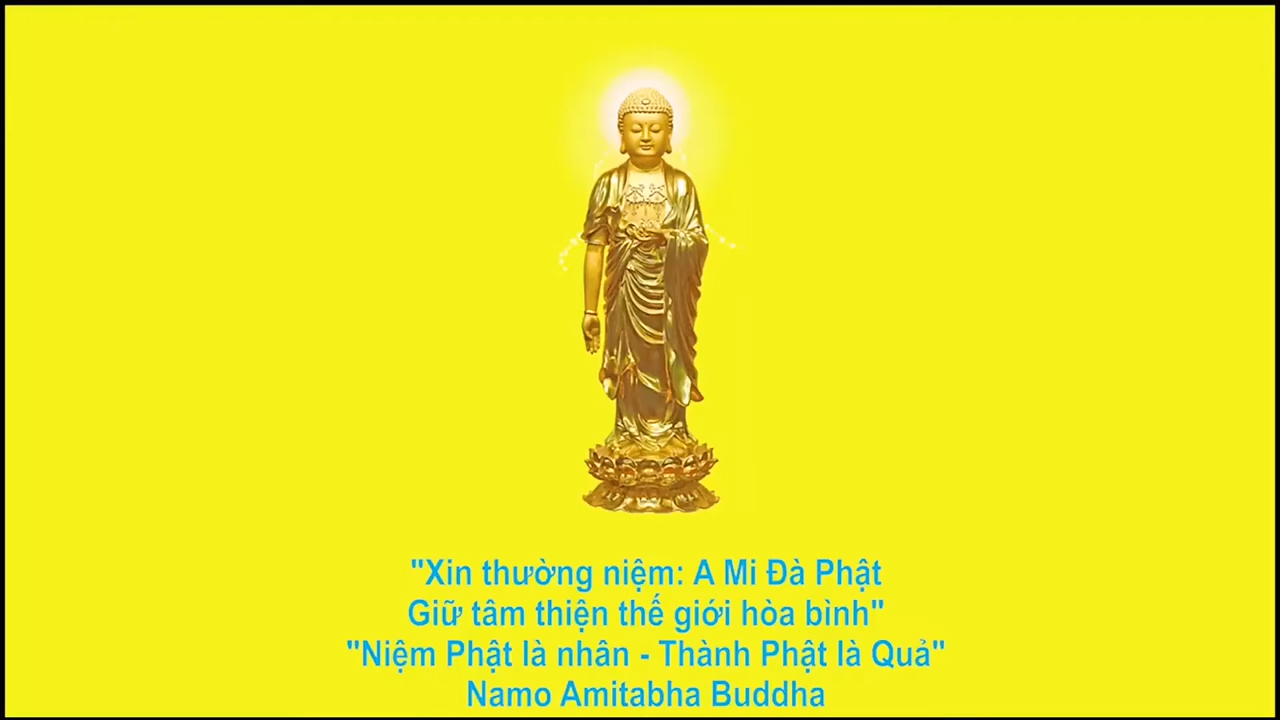 "Xin thường niệm: A Mi Đà Phật
Giữ tâm thiện thế giới hòa bình"
"Niệm Phật là nhân - Thành Phật là Quả"
Namo Amitabha Buddha